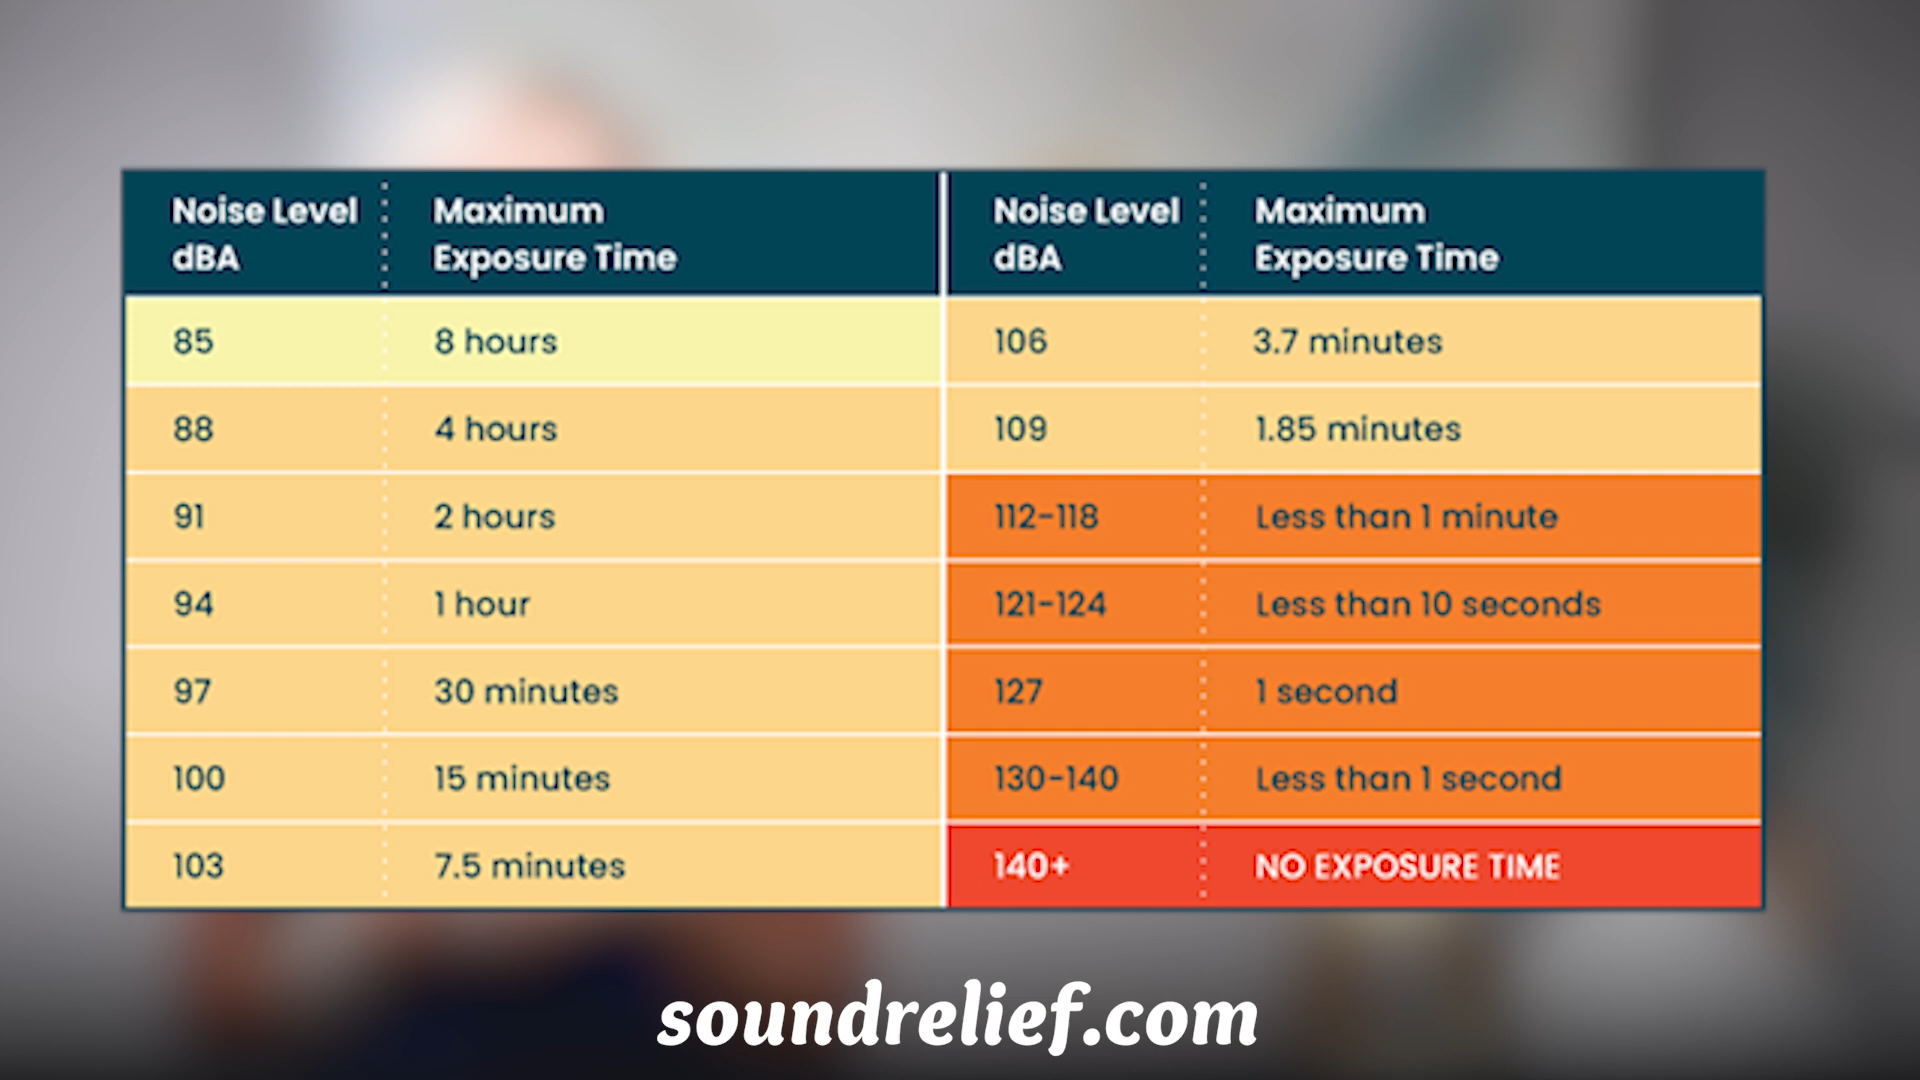 Noise Level dBA Maximum Exposure Time Noise Level dBA Maximum Exposure Time
85 8 hours 106 3.7 minutes
88 4 hours 109 1.85 minutes
91 2 hours 112-118 Less than 1 minute
94 1 hour 121-124 Less than 10 seconds
97 30 minutes 127 1 second
100 15 minutes 130-140 Less than 1 second
103 7.5 minutes 140+ NO EXPOSURE TIME
soundrelief.com